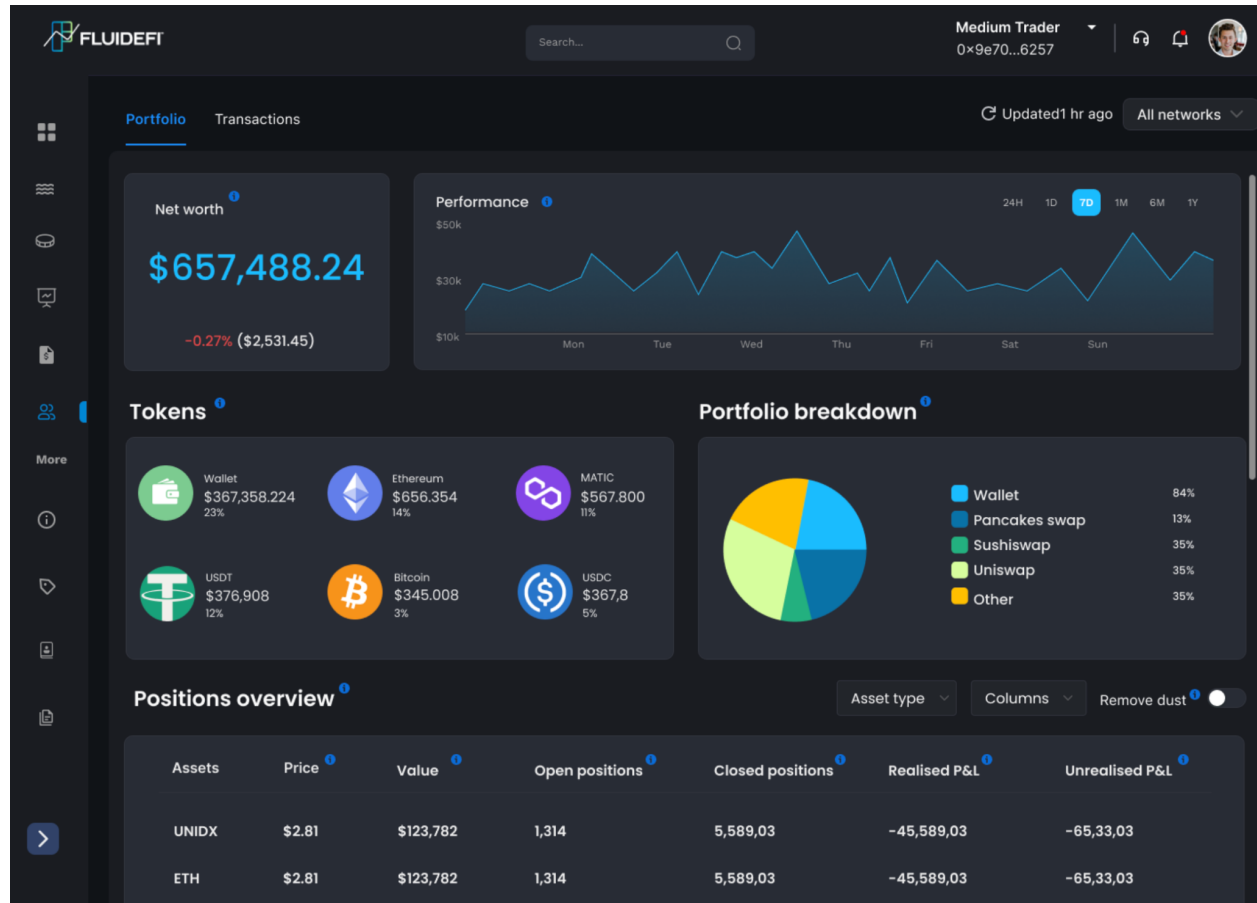 FLUIDEFI
Search...
Medium Trader
0×9e70...6257
Portfolio
Transactions
Updated1 hr ago
All networks
Net worth
$657,488.24
-0.27% ($2,531.45)
Performance
24H 1D 7D 1M 6M 1Y
$50k
$30k
$10k
Mon Tue Wed Thu Fri Sat Sun
More
Tokens
Wallet
$367,358.224
23%
Ethereum
$656.354
14%
MATIC
$567.800
11%
USDT
$376,908
12%
Bitcoin
$345.008
3%
USDC
$367,8
5%
Portfolio breakdown
Wallet 84%
Pancakes swap 13%
Sushiswap 35%
Uniswap 35%
Other 35%
Positions overview
Asset type
Columns
Remove dust
Assets Price Value Open positions Closed positions Realised P&L Unrealised P&L
UNIDX $2.81 $123,782 1,314 5,589,03 -45,589,03 -65,33,03
ETH $2.81 $123,782 1,314 5,589,03 -45,589,03 -65,33,03